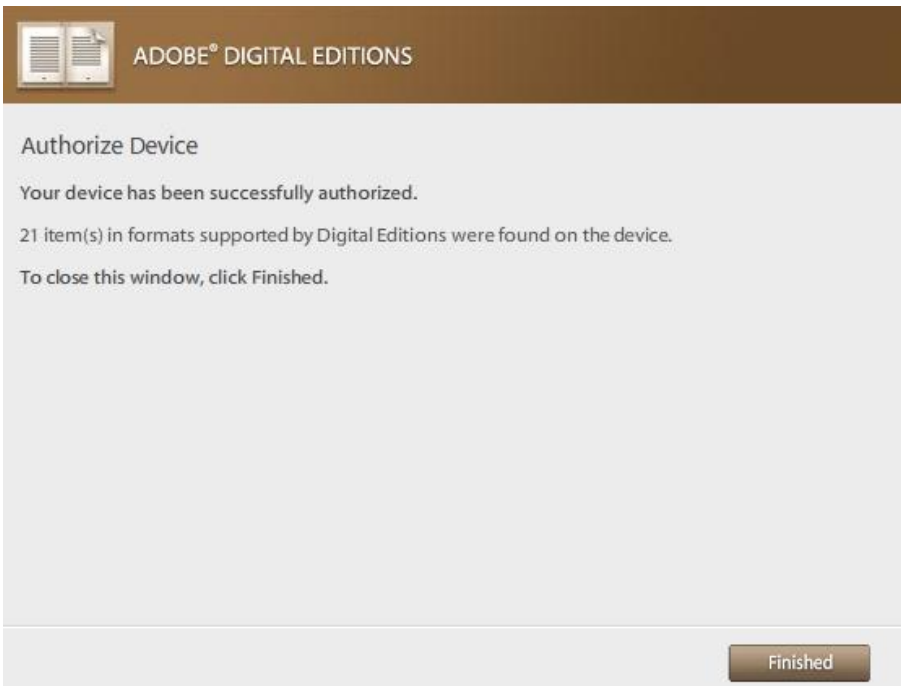 ADOBE® DIGITAL EDITIONS
Authorize Device
Your device has been successfully authorized.
21 item(s) in formats supported by Digital Editions were found on the device.
To close this window, click Finished.
Finished